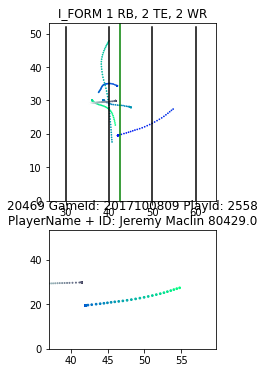 I_FORM 1 RB, 2 TE, 2 WR
50
40
30
20
10
0
30 40 50 60
20469 GameId: 2017100809 PlayId: 2558
PlayerName + ID: Jeremy Maclin 80429.0
40
20
0
40 45 50 55